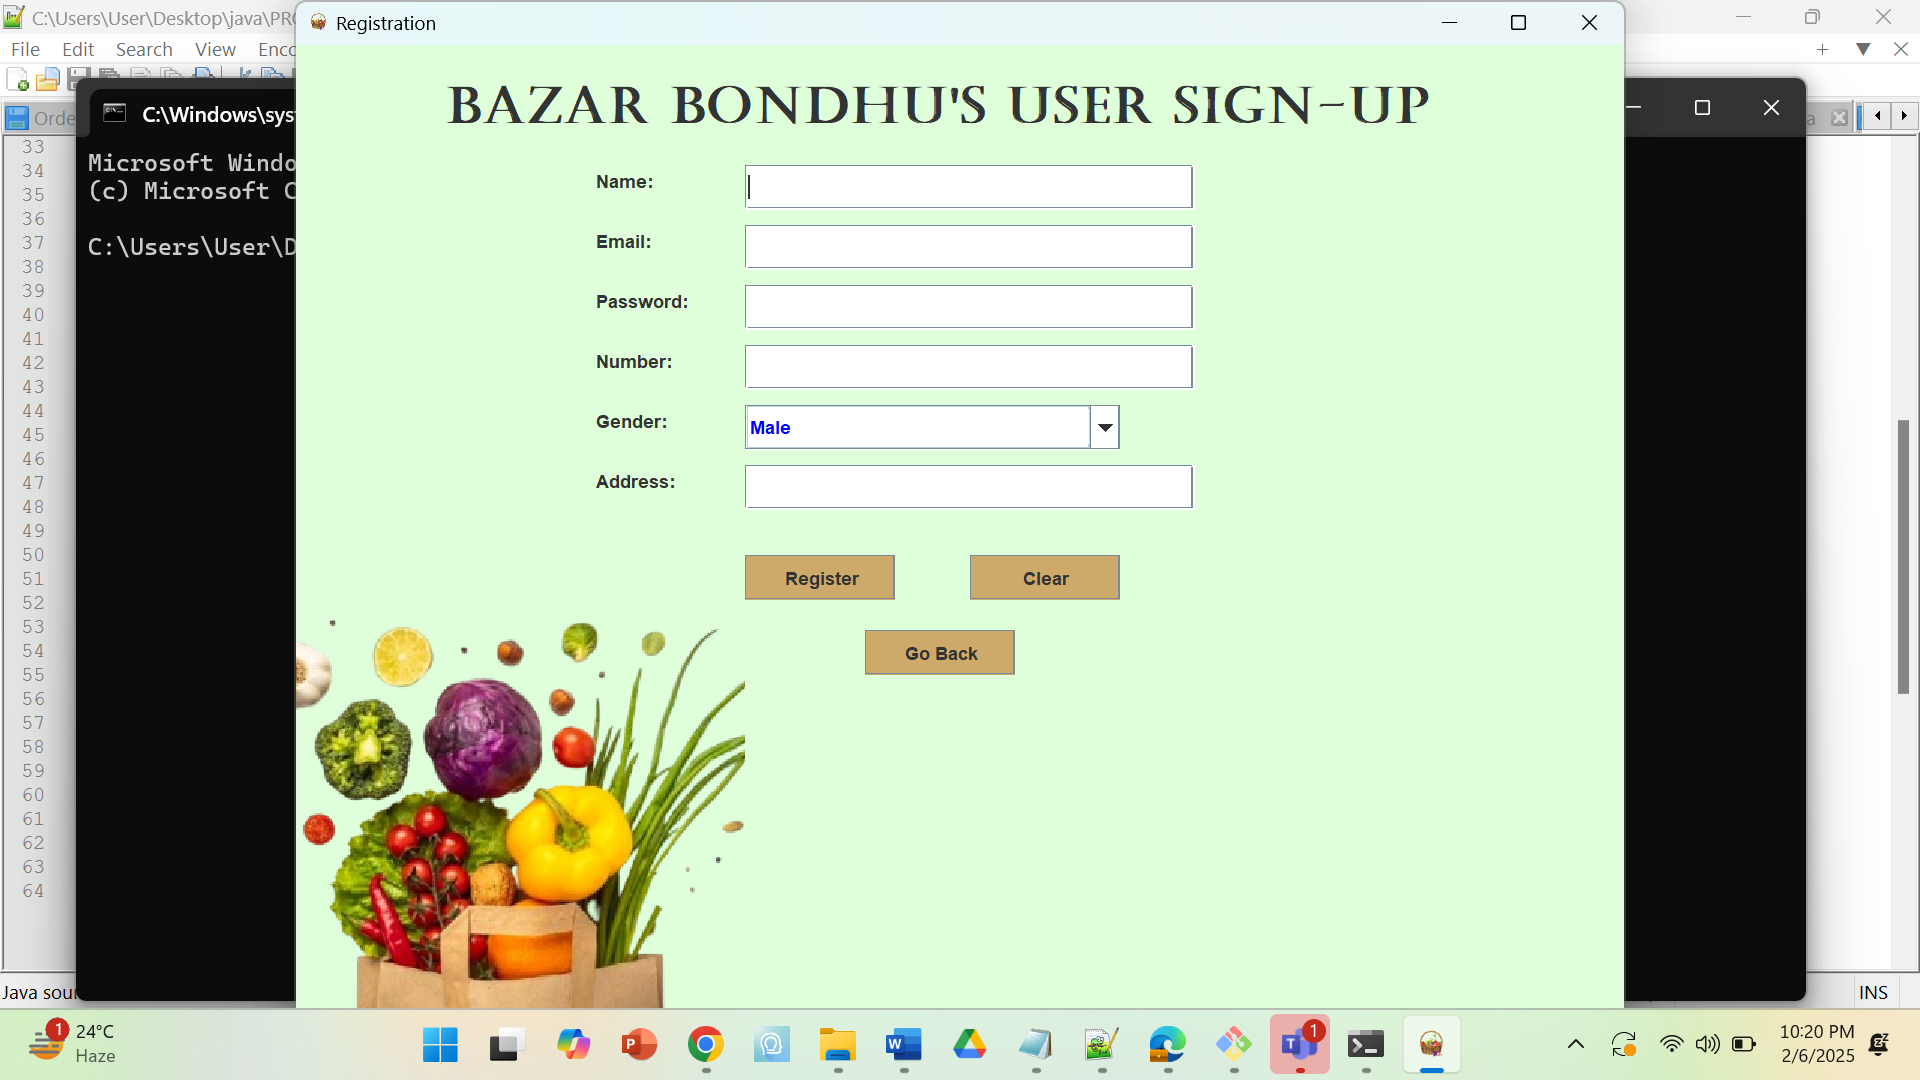 C:\Users\User\Desktop\java\PR
Registration
File Edit Search View Enco
Orde
C:\Windows\sys
a
BAZAR BONDHU'S USER SIGN-UP
Microsoft Windo
(c) Microsoft C
C:\Users\User\D
Name:
Email:
Password:
Number:
Gender: Male
Address:
Register Clear
Go Back
33
34
35
36
37
38
39
40
41
42
43
44
45
46
47
48
49
50
51
52
53
54
55
56
57
58
59
60
61
62
63
64
Java sou
INS
1
24°C
Haze
1
10:20 PM
2/6/2025